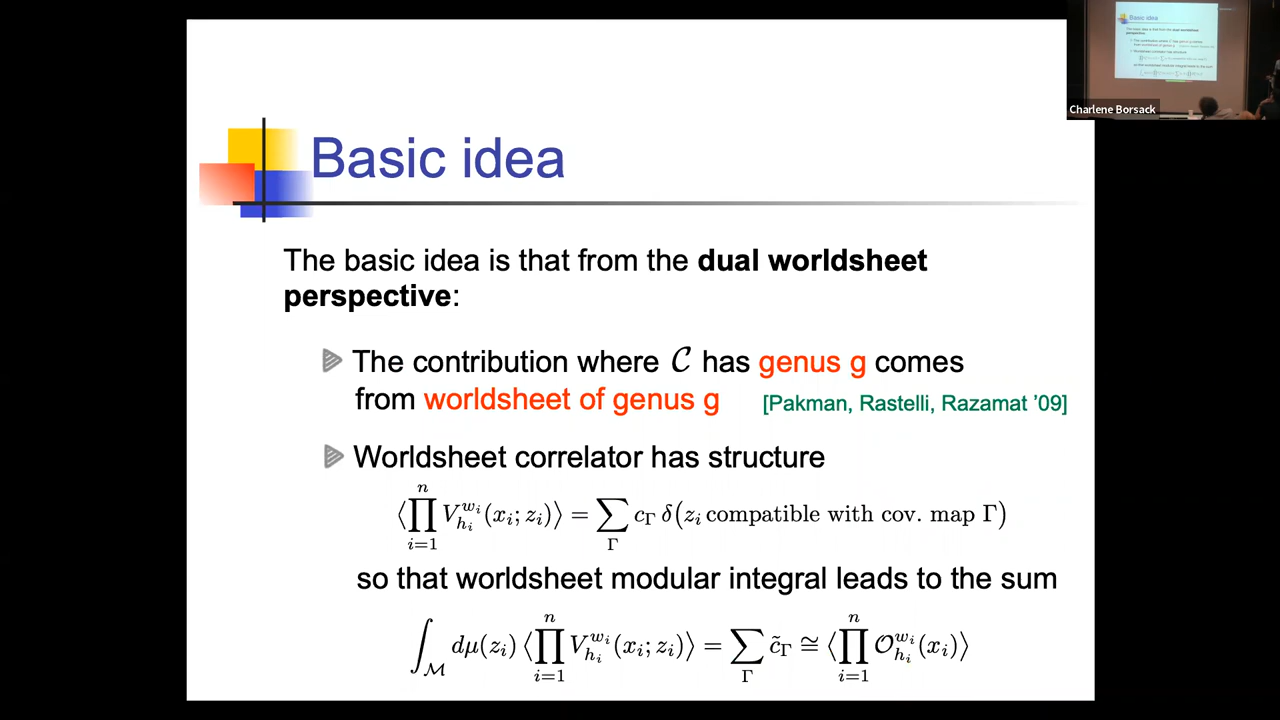 Basic idea
The basic idea is that from the dual worldsheet
perspective:
The contribution where 𝒞 has genus g comes
from worldsheet of genus g [Pakman, Rastelli, Razamat '09]
Worldsheet correlator has structure
⟨∏_{i=1}^{n} V_{h_i}^{w_i}(x_i; z_i)⟩ = ∑_Γ c_Γ δ(z_i compatible with cov. map Γ)
so that worldsheet modular integral leads to the sum
∫_ℳ dμ(z_i) ⟨∏_{i=1}^{n} V_{h_i}^{w_i}(x_i; z_i)⟩ = ∑_Γ c̃_Γ ≅ ⟨∏_{i=1}^{n} 𝒪_{h_i}^{w_i}(x_i)⟩
Charlene Borsack